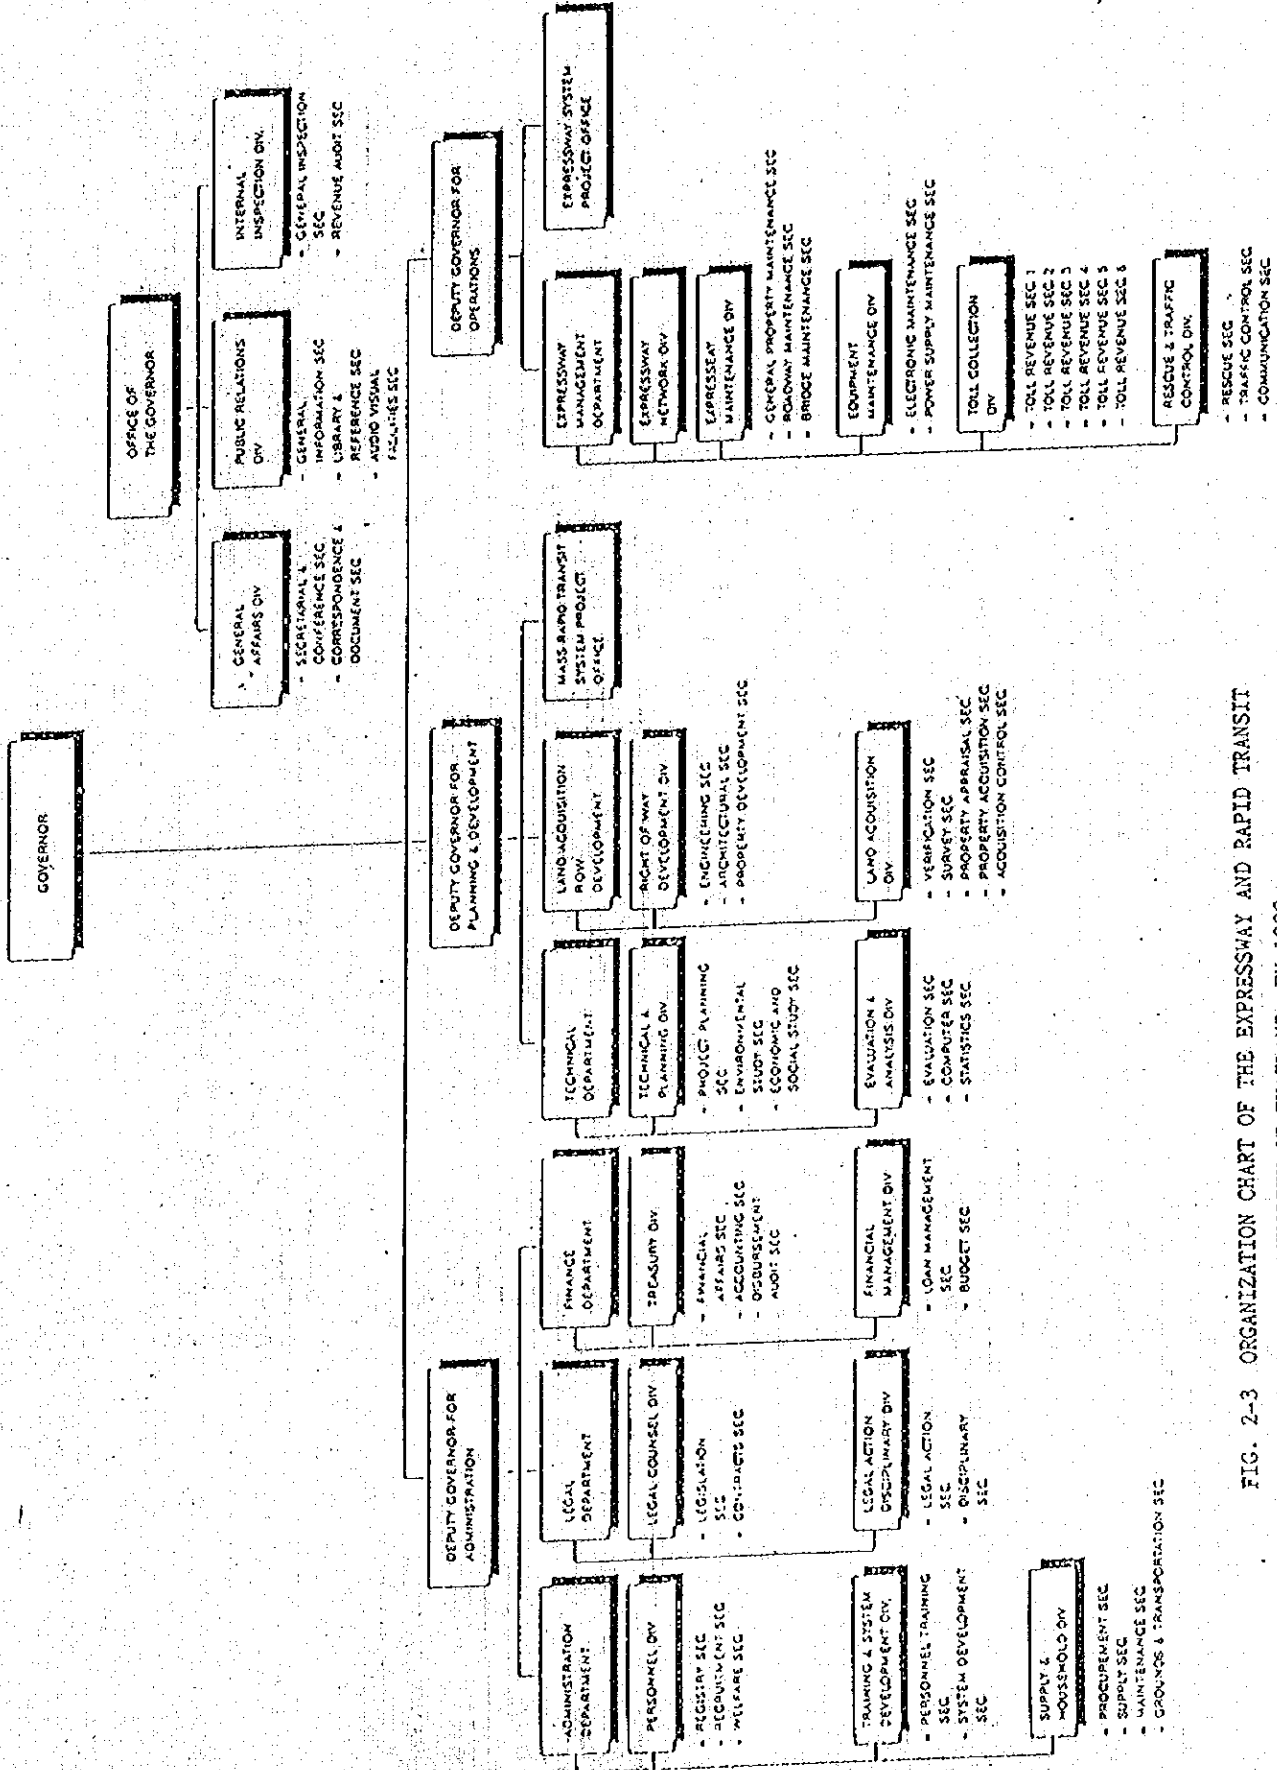 GOVERNOR
OFFICE OF
THE GOVERNOR
GENERAL
AFFAIRS DIV
- SECRETARIAL &
CONFERENCE SEC
- CORRESPONDENCE &
DOCUMENT SEC
PUBLIC RELATIONS
DIV
- GENERAL
INFORMATION SEC
- LIBRARY &
REFERENCE SEC
- AUDIO VISUAL
FACILITIES SEC
INTERNAL
INSPECTION DIV.
- GENERAL INSPECTION
SEC
- REVENUE AUDIT SEC
DEPUTY GOVERNOR FOR
ADMINISTRATION
ADMINISTRATION
DEPARTMENT
PERSONNEL DIV
- REGISTRY SEC
- RECRUITMENT SEC
- WELFARE SEC
TRAINING & SYSTEM
DEVELOPMENT DIV.
- PERSONNEL TRAINING
SEC
- SYSTEM DEVELOPMENT
SEC
SUPPLY &
HOUSEHOLD DIV
- PROCUPEMENT SEC
- SUPPLY SEC
- MAINTENANCE SEC
- GROUNDS & TRANSPORTATION SEC
LEGAL
DEPARTMENT
LEGAL COUNSEL DIV
- LEGISLATION
SEC
- CONTRACTS SEC
LEGAL ACTION
DISCIPLINARY DIV
- LEGAL ACTION
SEC
- DISCIPLINARY
SEC
FINANCE
DEPARTMENT
TREASURY DIV.
- FINANCIAL
AFFAIRS SEC
- ACCOUNTING SEC
- DISBURSEMENT
AUDIT SEC
FINANCIAL
MANAGEMENT DIV
- LOAN MANAGEMENT
SEC
- BUDGET SEC
DEPUTY GOVERNOR FOR
PLANNING & DEVELOPMENT
TECHNICAL
DEPARTMENT
TECHNICAL &
PLANNING DIV
- PROJECT PLANNING
SEC
- ENVIRONMENTAL
STUDY SEC
- ECONOMIC AND
SOCIAL STUDY SEC
EVALUATION &
ANALYSIS DIV
- EVALUATION SEC
- COMPUTER SEC
- STATISTICS SEC
LAND ACQUISITION
ROW
DEVELOPMENT
RIGHT OF WAY
DEVELOPMENT DIV
- ENGINEERING SEC
- ARCHITECTURAL SEC
- PROPERTY DEVELOPMENT SEC
LAND ACQUISITION
DIV
- VERIFICATION SEC
- SURVEY SEC
- PROPERTY APPRAISAL SEC
- PROPERTY ACQUISITION SEC
- ACQUISITION CONTROL SEC
MASS RAPID TRANSIT
SYSTEM PROJECT
OFFICE
DEPUTY GOVERNOR FOR
OPERATIONS
EXPRESSWAY
MANAGEMENT
DEPARTMENT
EXPRESSWAY
NETWORK DIV
EXPRESSEAY
MAINTENANCE DIV
- GENERAL PROPERTY MAINTENANCE SEC
- ROADWAY MAINTENANCE SEC
- BRIDGE MAINTENANCE SEC
EQUIPMENT
MAINTENANCE DIV
- ELECTRONIC MAINTENANCE SEC
- POWER SUPPLY MAINTENANCE SEC
TOLL COLLECTION
DIV
- TOLL REVENUE SEC 1
- TOLL REVENUE SEC 2
- TOLL REVENUE SEC 3
- TOLL REVENUE SEC 4
- TOLL REVENUE SEC 5
- TOLL REVENUE SEC 6
RESCUE & TRAFFIC
CONTROL DIV.
- RESCUE SEC
- TRAFFIC CONTROL SEC
- COMMUNICATION SEC
EXPRESSWAY SYSTEM
PROJECT OFFICE
FIG. 2-3 ORGANIZATION CHART OF THE EXPRESSWAY AND RAPID TRANSIT